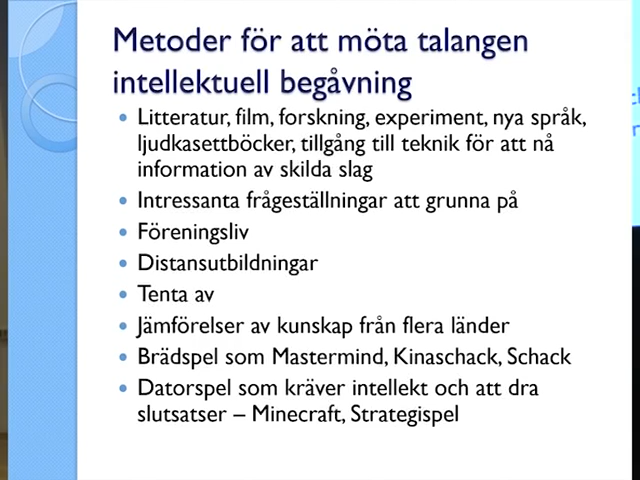 Metoder för att möta talangen
intellektuell begåvning
• Litteratur, film, forskning, experiment, nya språk,
ljudkasettböcker, tillgång till teknik för att nå
information av skilda slag
• Intressanta frågeställningar att grunna på
• Föreningsliv
• Distansutbildningar
• Tenta av
• Jämförelser av kunskap från flera länder
• Brädspel som Mastermind, Kinaschack, Schack
• Datorspel som kräver intellekt och att dra
slutsatser – Minecraft, Strategispel